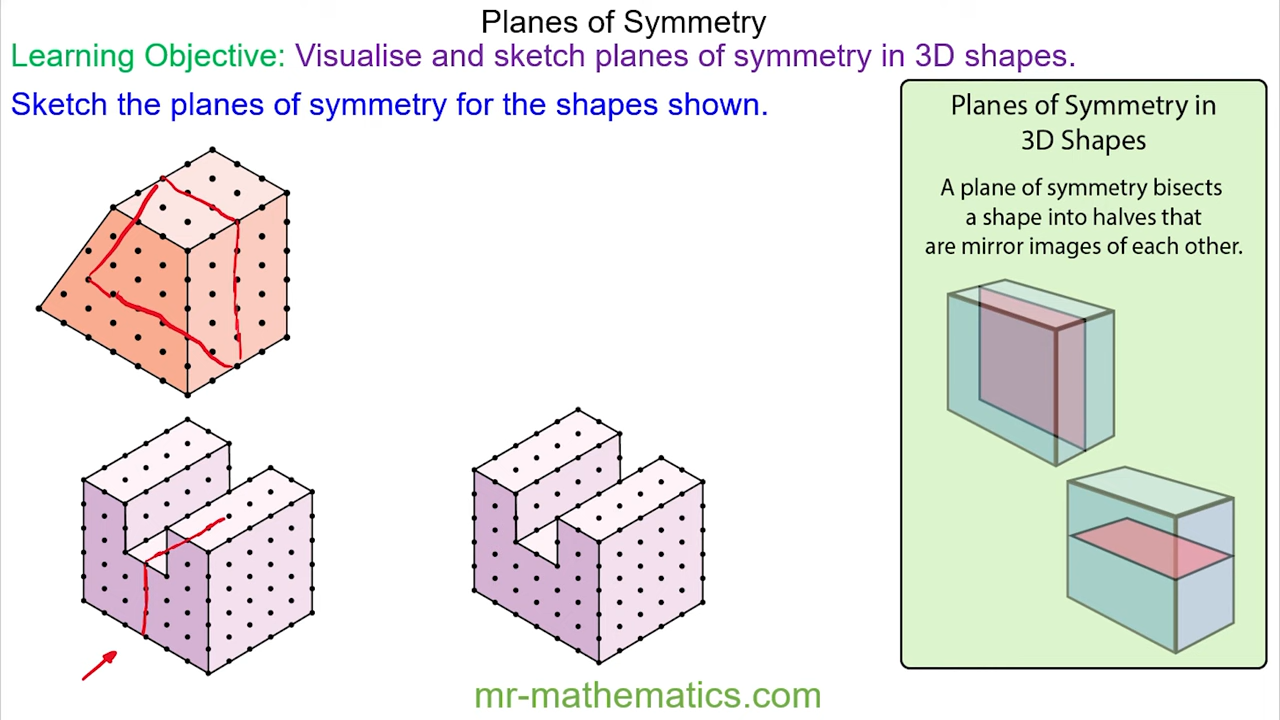 Planes of Symmetry
Learning Objective: Visualise and sketch planes of symmetry in 3D shapes.
Sketch the planes of symmetry for the shapes shown.
Planes of Symmetry in
3D Shapes
A plane of symmetry bisects
a shape into halves that
are mirror images of each other.
mr-mathematics.com